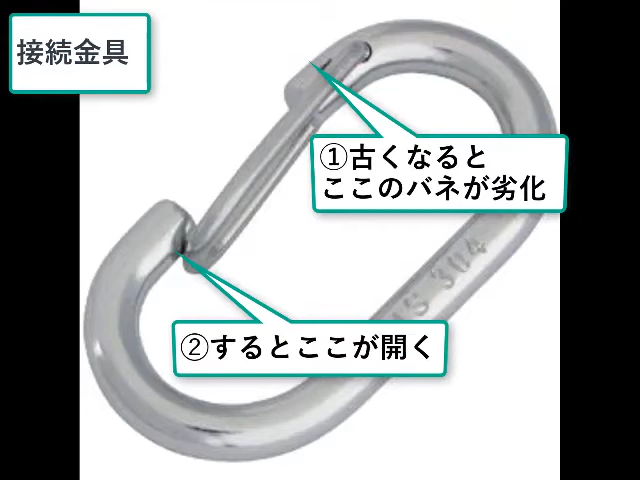 接続金具
①古くなると
ここのバネが劣化
②するとここが開く
304